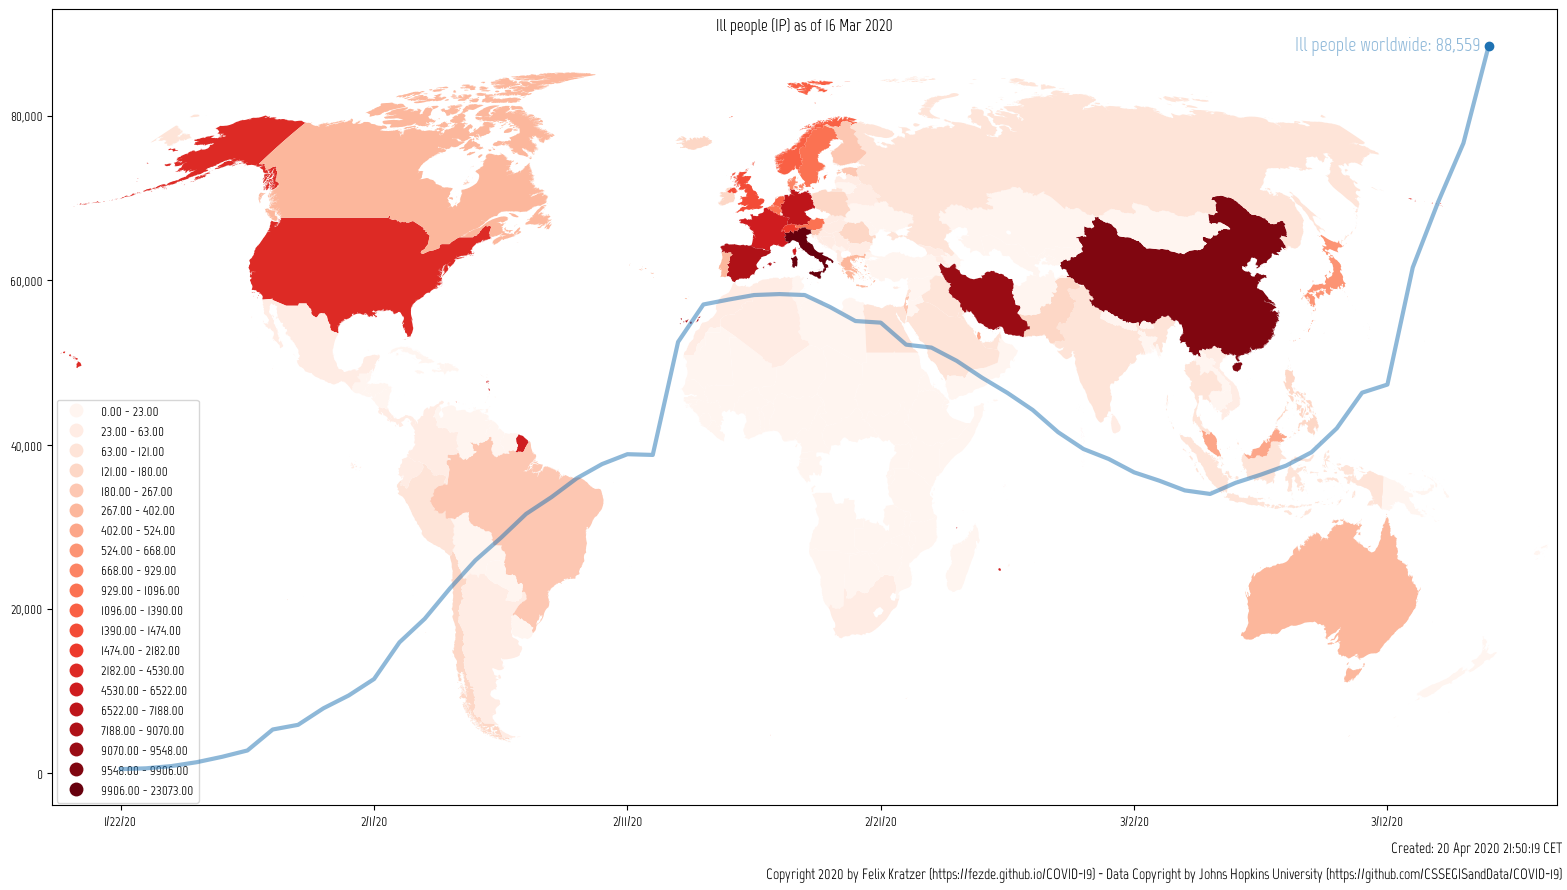 Ill people (IP) as of 16 Mar 2020
Ill people worldwide: 88,559
80,000
60,000
40,000
20,000
0
0.00 - 23.00
23.00 - 63.00
63.00 - 121.00
121.00 - 180.00
180.00 - 267.00
267.00 - 402.00
402.00 - 524.00
524.00 - 668.00
668.00 - 929.00
929.00 - 1096.00
1096.00 - 1390.00
1390.00 - 1474.00
1474.00 - 2182.00
2182.00 - 4530.00
4530.00 - 6522.00
6522.00 - 7188.00
7188.00 - 9070.00
9070.00 - 9548.00
9548.00 - 9906.00
9906.00 - 23073.00
1/22/20 2/1/20 2/11/20 2/21/20 3/2/20 3/12/20
Created: 20 Apr 2020 21:50:19 CET
Copyright 2020 by Felix Kratzer (https://fezde.github.io/COVID-19) - Data Copyright by Johns Hopkins University (https://github.com/CSSEGISandData/COVID-19)